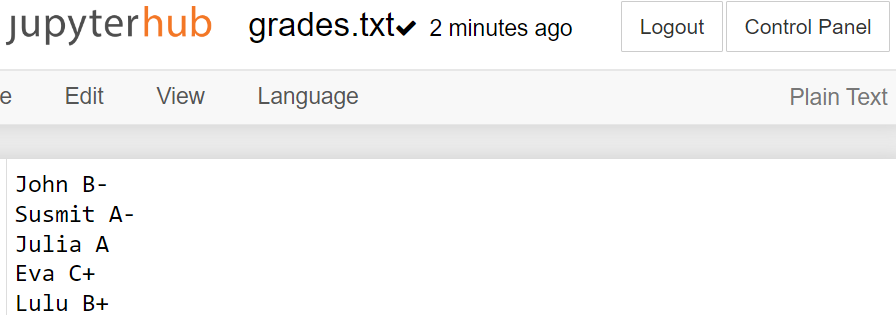 jupyterhub grades.txt 2 minutes ago Logout Control Panel
e Edit View Language Plain Text
John B-
Susmit A-
Julia A
Eva C+
Lulu B+